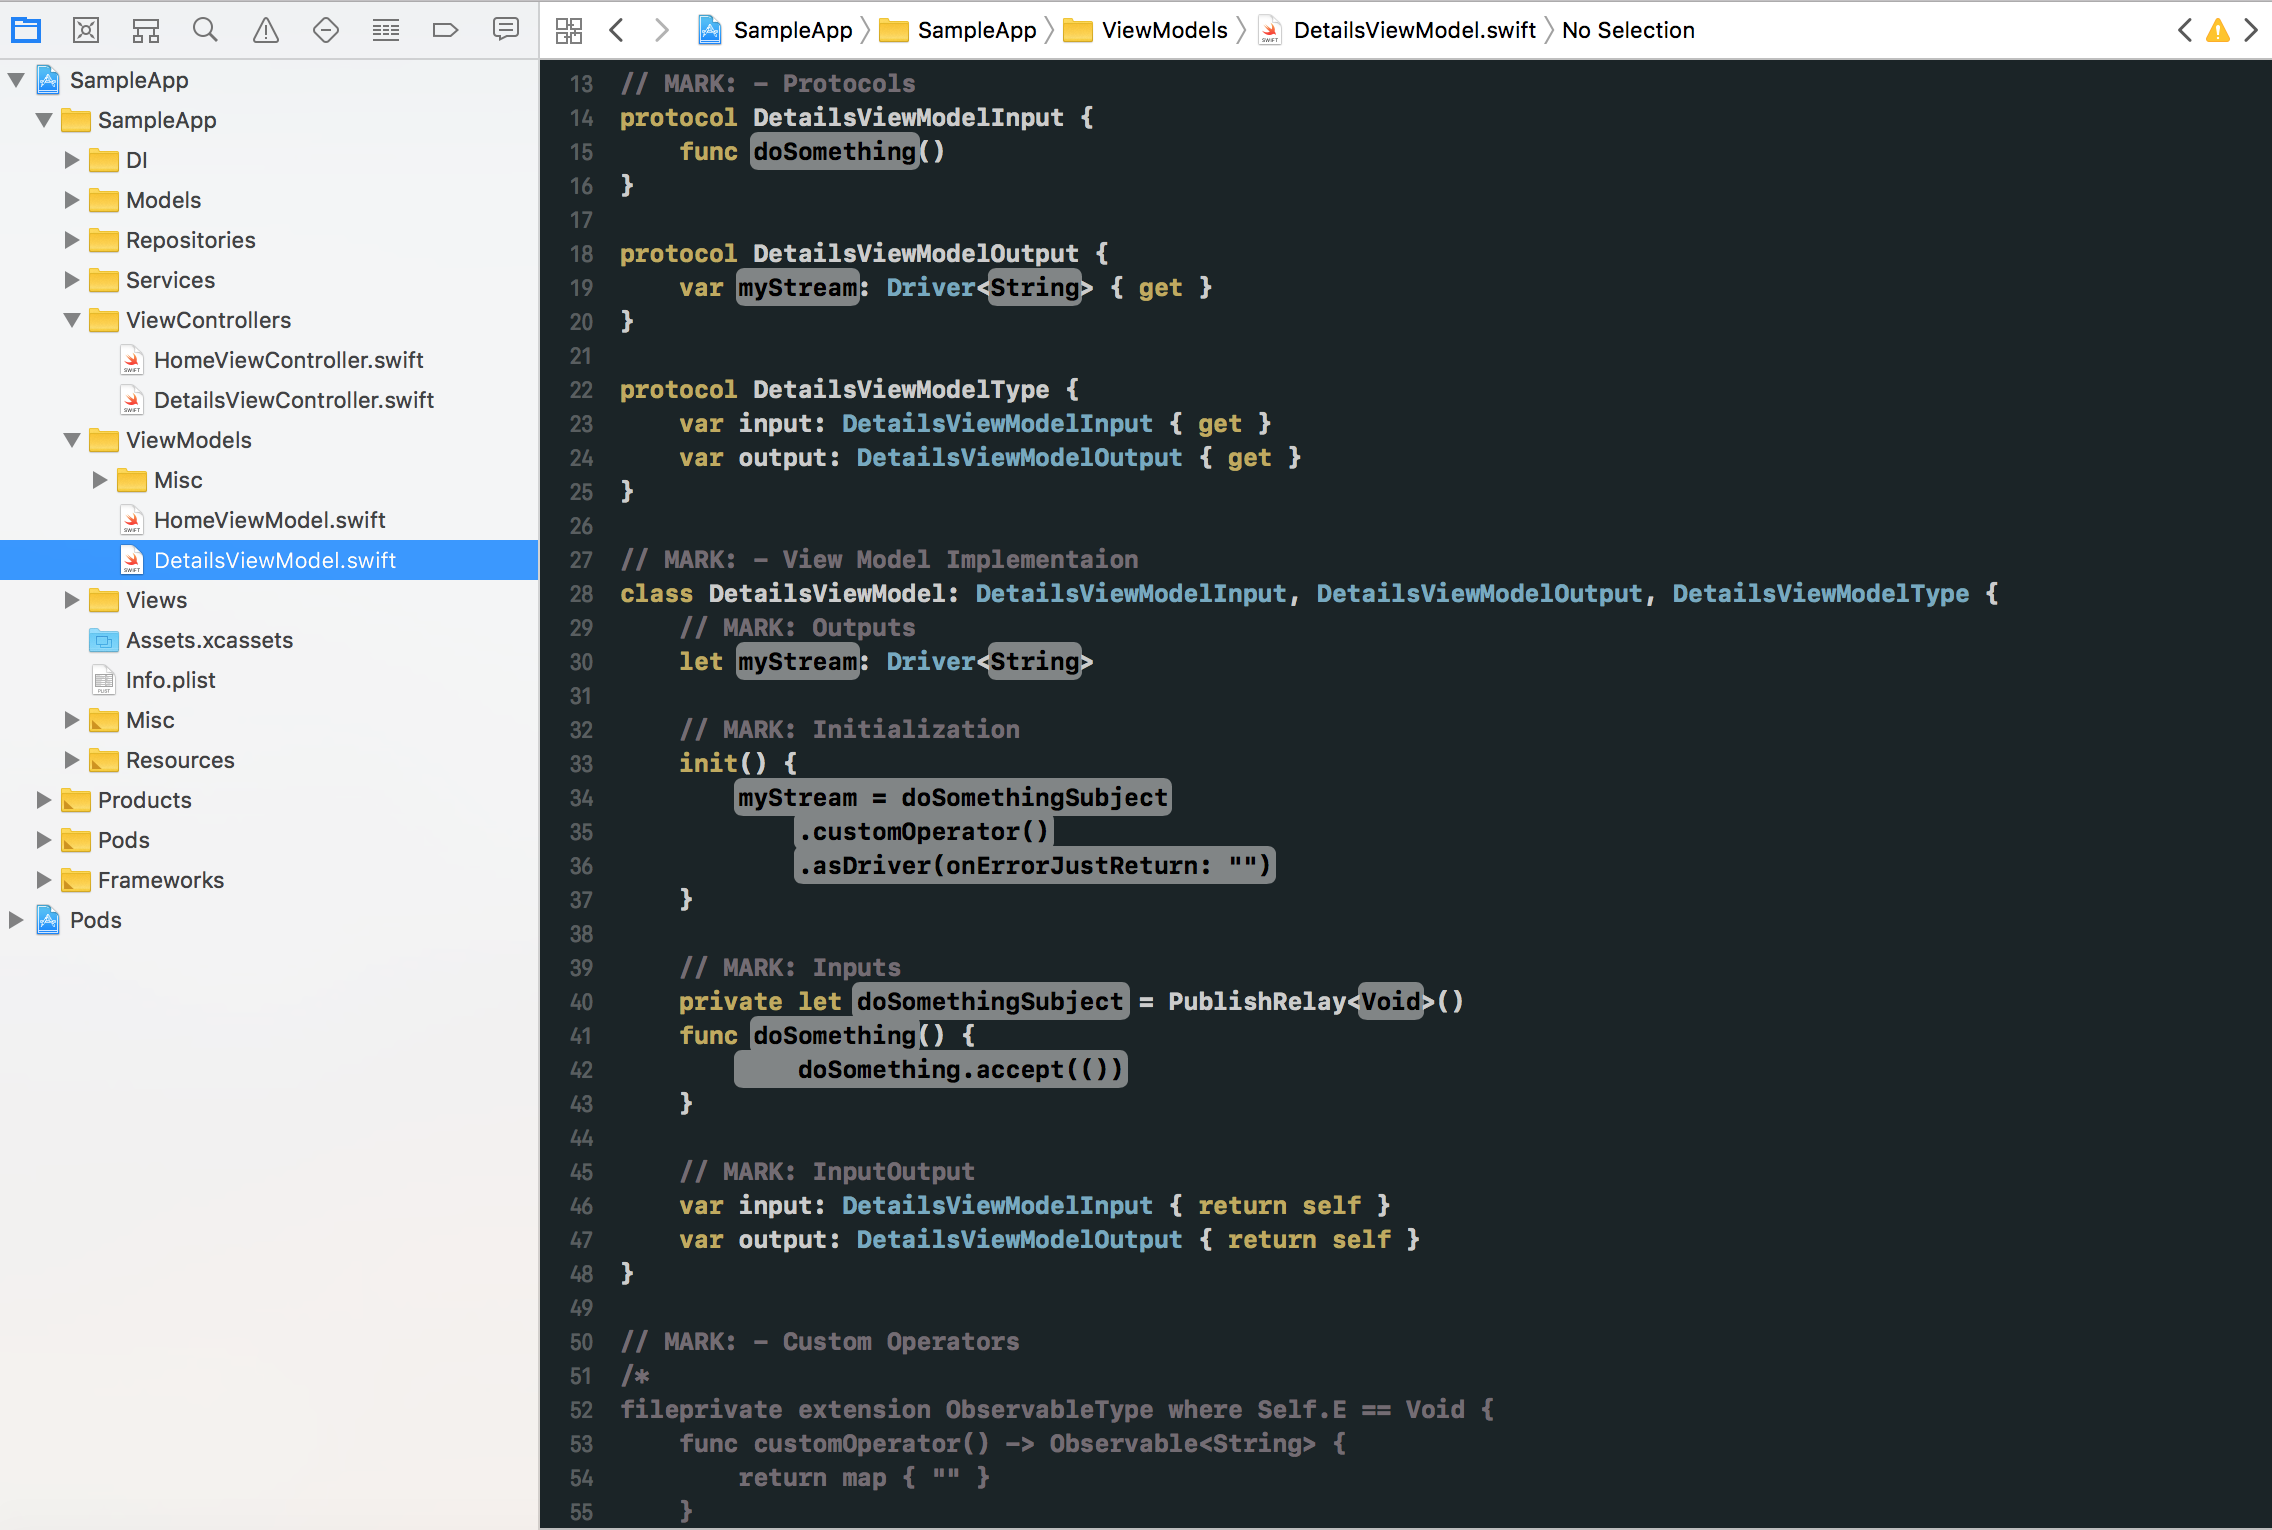 SampleApp SampleApp ViewModels DetailsViewModel.swift No Selection
SampleApp
SampleApp
DI
Models
Repositories
Services
ViewControllers
HomeViewController.swift
DetailsViewController.swift
ViewModels
Misc
HomeViewModel.swift
DetailsViewModel.swift
Views
Assets.xcassets
Info.plist
Misc
Resources
Products
Pods
Frameworks
Pods
13 // MARK: - Protocols
14 protocol DetailsViewModelInput {
15     func doSomething()
16 }
17
18 protocol DetailsViewModelOutput {
19     var myStream: Driver<String> { get }
20 }
21
22 protocol DetailsViewModelType {
23     var input: DetailsViewModelInput { get }
24     var output: DetailsViewModelOutput { get }
25 }
26
27 // MARK: - View Model Implementaion
28 class DetailsViewModel: DetailsViewModelInput, DetailsViewModelOutput, DetailsViewModelType {
29     // MARK: Outputs
30     let myStream: Driver<String>
31
32     // MARK: Initialization
33     init() {
34         myStream = doSomethingSubject
35             .customOperator()
36             .asDriver(onErrorJustReturn: "")
37     }
38
39     // MARK: Inputs
40     private let doSomethingSubject = PublishRelay<Void>()
41     func doSomething() {
42             doSomething.accept(())
43     }
44
45     // MARK: InputOutput
46     var input: DetailsViewModelInput { return self }
47     var output: DetailsViewModelOutput { return self }
48 }
49
50 // MARK: - Custom Operators
51 /*
52 fileprivate extension ObservableType where Self.E == Void {
53     func customOperator() -> Observable<String> {
54         return map { "" }
55     }